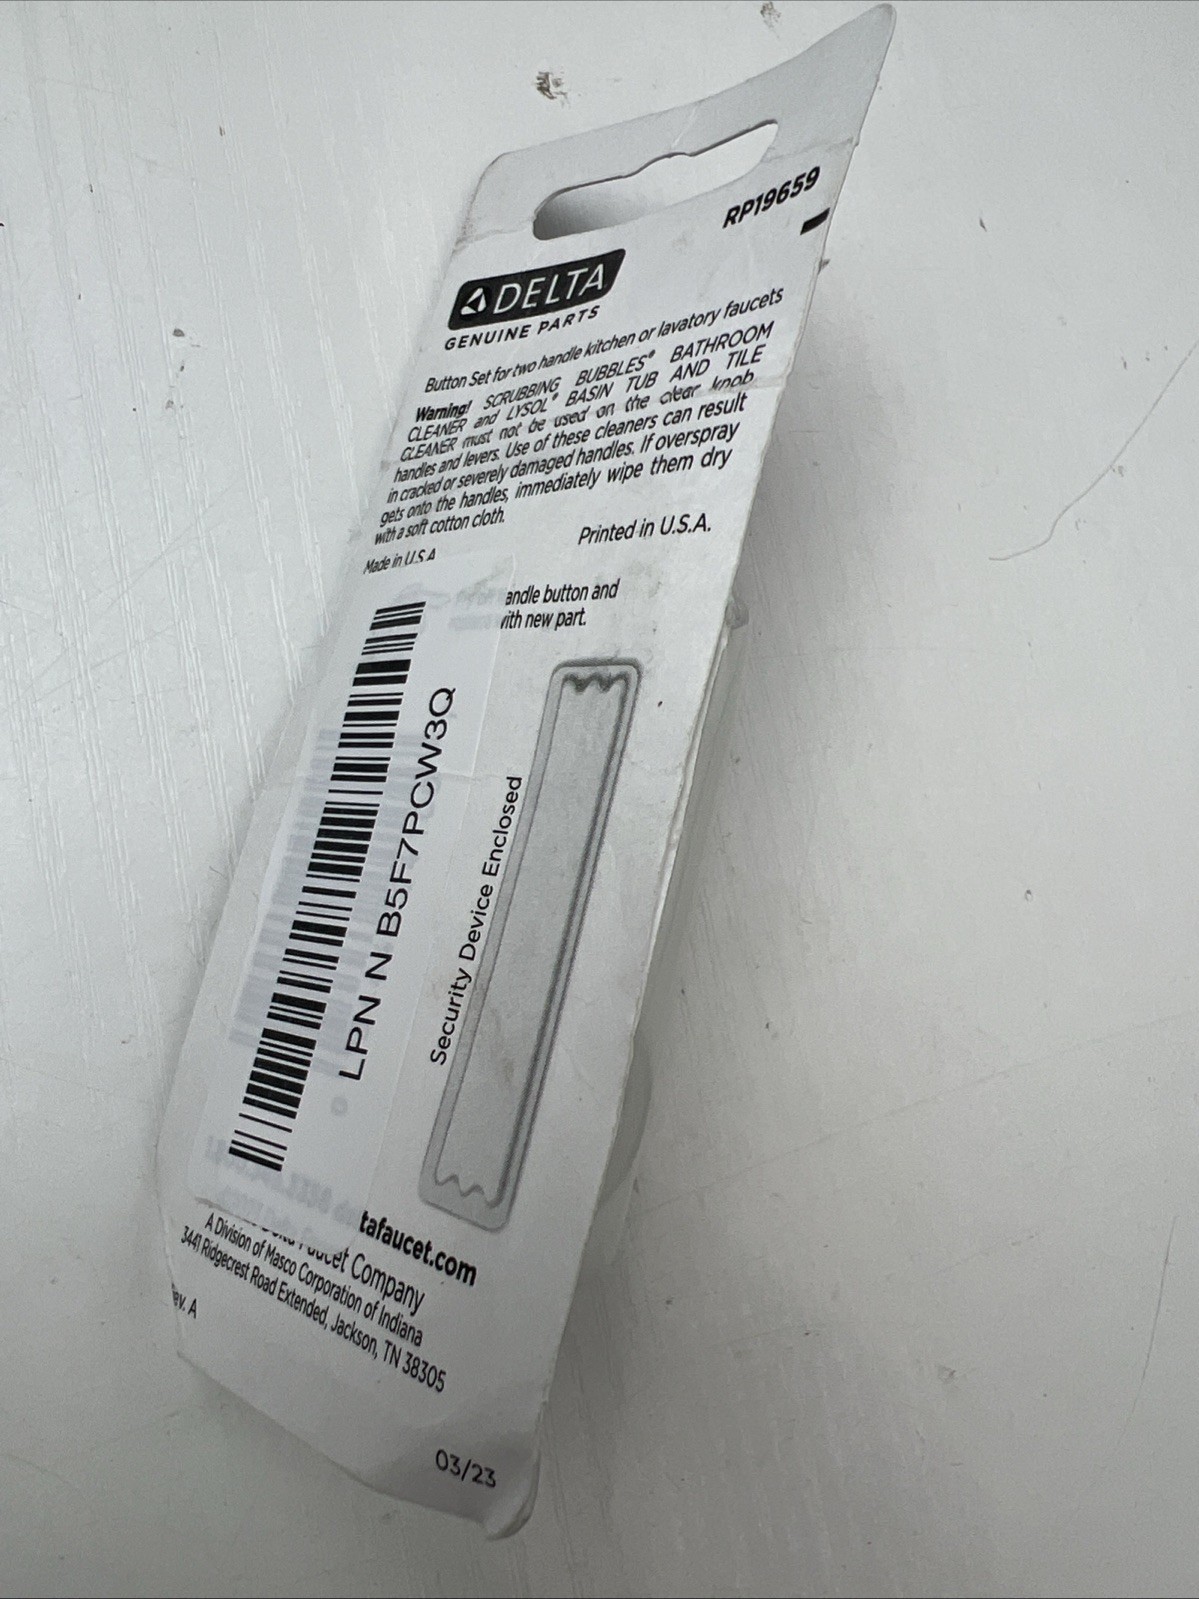 RP19659
DELTA
GENUINE PARTS
Button Set for two handle kitchen or lavatory faucets
Warning! SCRUBBING BUBBLES® BATHROOM
CLEANER and LYSOL® BASIN TUB AND TILE
CLEANER must not be used on the clear knob
handles and levers. Use of these cleaners can result
in cracked or severely damaged handles. If overspray
gets onto the handles, immediately wipe them dry
with a soft cotton cloth.
Printed in U.S.A.
Made in U.S.A
andle button and
ith new part.
LPN N B5F7PCW3Q
Security Device Enclosed
tafaucet.com
Faucet Company
A Division of Masco Corporation of Indiana
3441 Ridgecrest Road Extended, Jackson, TN 38305
ev. A
03/23